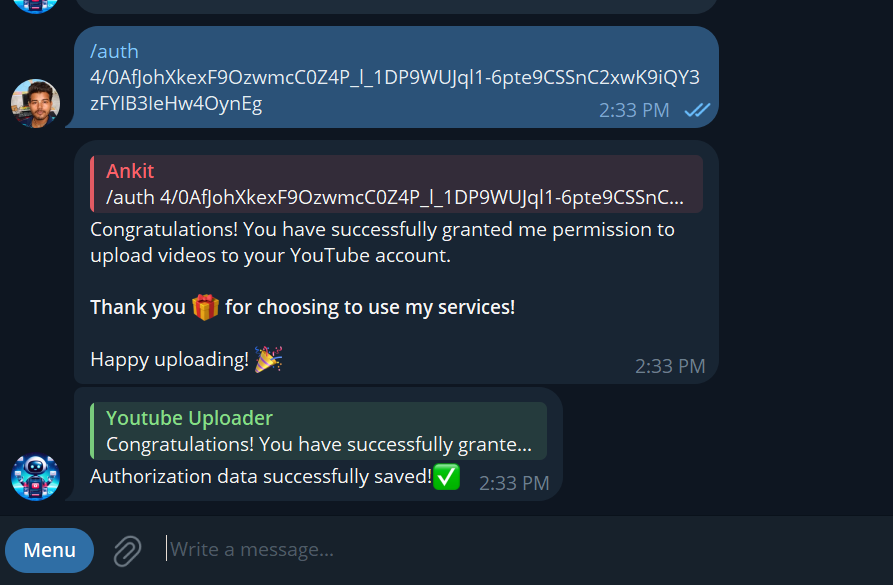 /auth
4/0AfJohXkexF9OzwmcC0Z4P_l_1DP9WUJql1-6pte9CSSnC2xwK9iQY3
zFYIB3IeHw4OynEg
2:33 PM
Ankit
/auth 4/0AfJohXkexF9OzwmcC0Z4P_l_1DP9WUJql1-6pte9CSSnC...
Congratulations! You have successfully granted me permission to
upload videos to your YouTube account.
Thank you 🎁 for choosing to use my services!
Happy uploading! 🎉
2:33 PM
Youtube Uploader
Congratulations! You have successfully grante...
Authorization data successfully saved!✅
2:33 PM
Menu
Write a message...